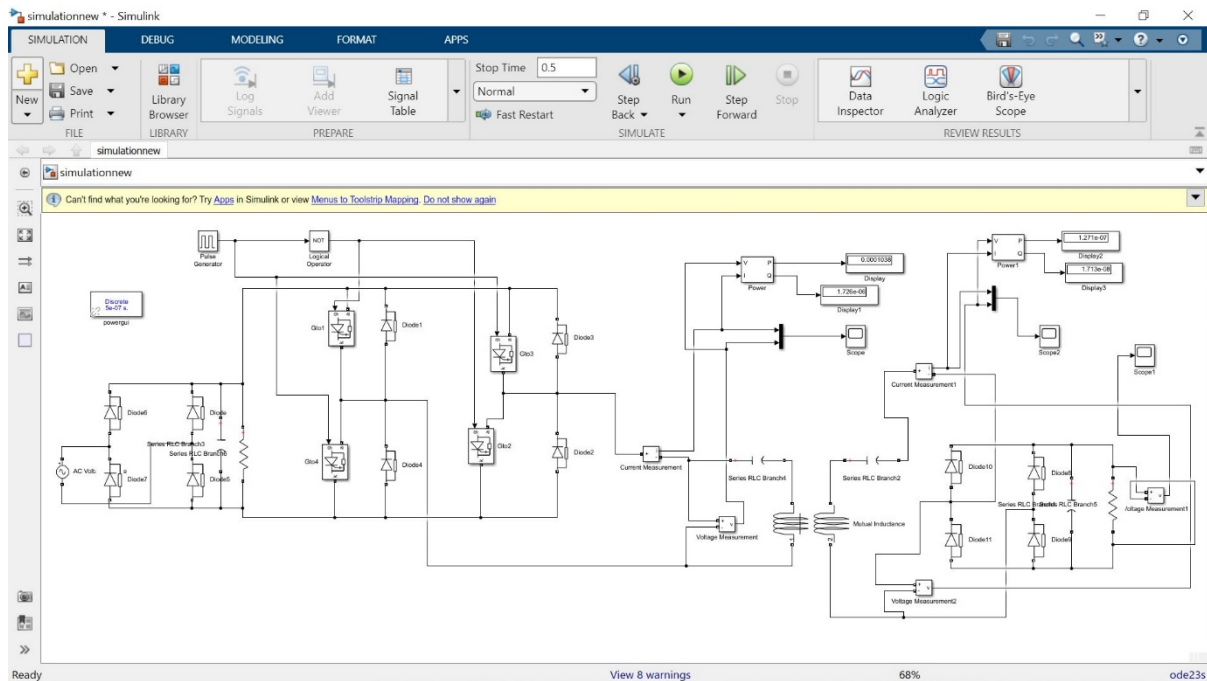 simulationnew * - Simulink
SIMULATION DEBUG MODELING FORMAT APPS
New
Open
Save
Print
FILE
Library
Browser
LIBRARY
Log
Signals
Add
Viewer
Signal
Table
PREPARE
Stop Time 0.5
Normal
Fast Restart
Step
Back
Run
Step
Forward
Stop
SIMULATE
Data
Inspector
Logic
Analyzer
Bird's-Eye
Scope
REVIEW RESULTS
simulationnew
simulationnew
Can't find what you're looking for? Try Apps in Simulink or view Menus to Toolstrip Mapping. Do not show again
Pulse
Generator
NOT
Logical
Operator
Discrete
5e-07 s.
powergui
Gto1
Diode1
Gto3
Diode3
V P
I Q
Power
0.0001038
Display
1.726e-06
Display1
Scope
V P
I Q
Power1
1.271e-07
Display2
1.713e-08
Display3
Scope2
Scope1
Current Measurement1
Diode6
Diode
Series RLC Branch3
AC Volt
Diode7
Diode5
Gto4
Diode4
Gto2
Diode2
Current Measurement
Series RLC Branch4
Series RLC Branch2
Voltage Measurement
Mutual Inductance
Diode10
Diode8
Series RLC Branch5
Voltage Measurement1
Diode11
Diode9
Voltage Measurement2
Ready
View 8 warnings
68%
ode23s